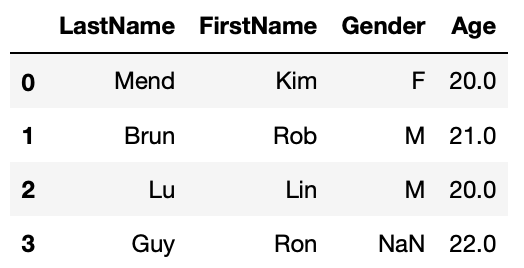 LastName FirstName Gender Age
0 Mend Kim F 20.0
1 Brun Rob M 21.0
2 Lu Lin M 20.0
3 Guy Ron NaN 22.0